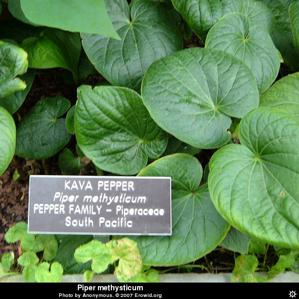 KAVA PEPPER
Piper methysticum
PEPPER FAMILY – Piperaceae
South Pacific
Piper methysticum
Photo by Anonymous, © 2007 Erowid.org